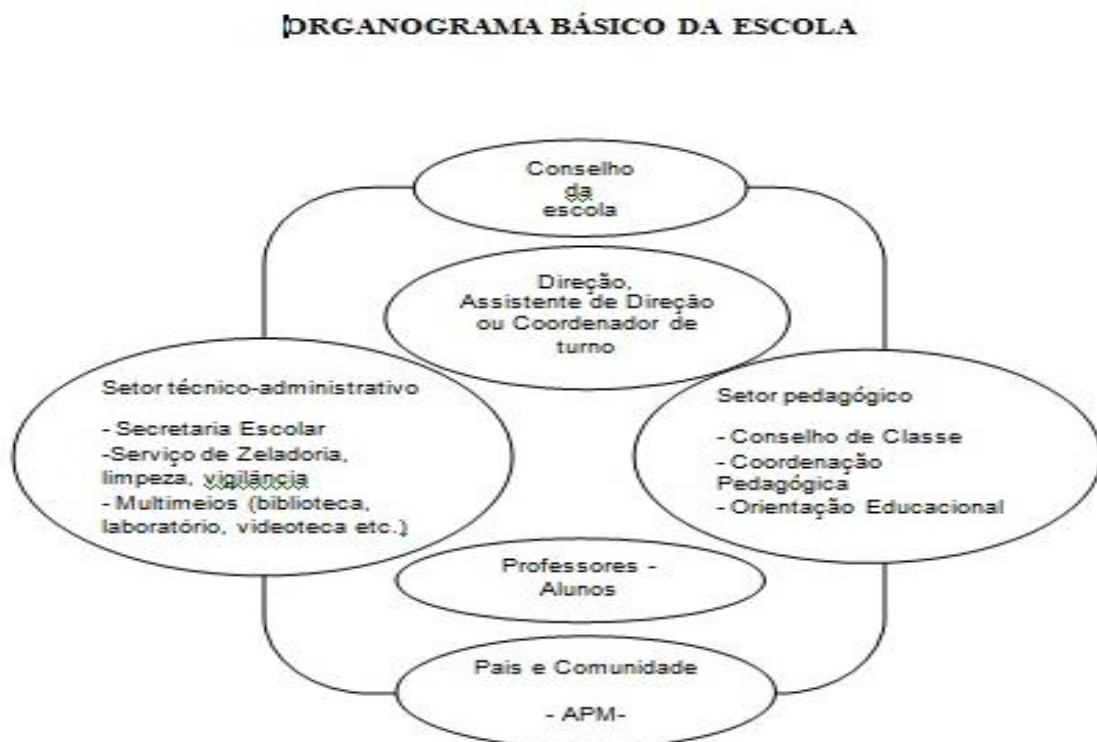 ORGANOGRAMA BÁSICO DA ESCOLA
Conselho
da
escola
Direção,
Assistente de Direção
ou Coordenador de
turno
Setor técnico-administrativo
- Secretaria Escolar
-Serviço de Zeladoria,
limpeza, vigilância
- Multimeios (biblioteca,
laboratório, videoteca etc.)
Setor pedagógico
- Conselho de Classe
- Coordenação
Pedagógica
- Orientação Educacional
Professores -
Alunos
Pais e Comunidade
- APM-